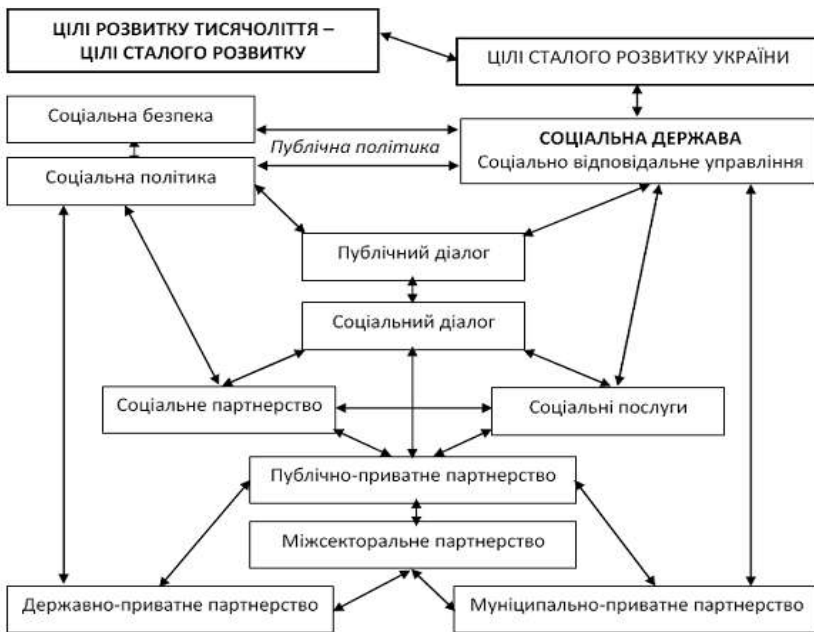 ЦІЛІ РОЗВИТКУ ТИСЯЧОЛІТТЯ –
ЦІЛІ СТАЛОГО РОЗВИТКУ
ЦІЛІ СТАЛОГО РОЗВИТКУ УКРАЇНИ
Соціальна безпека
Публічна політика
СОЦІАЛЬНА ДЕРЖАВА
Соціально відповідальне управління
Соціальна політика
Публічний діалог
Соціальний діалог
Соціальне партнерство
Соціальні послуги
Публічно-приватне партнерство
Міжсекторальне партнерство
Державно-приватне партнерство
Муніципально-приватне партнерство